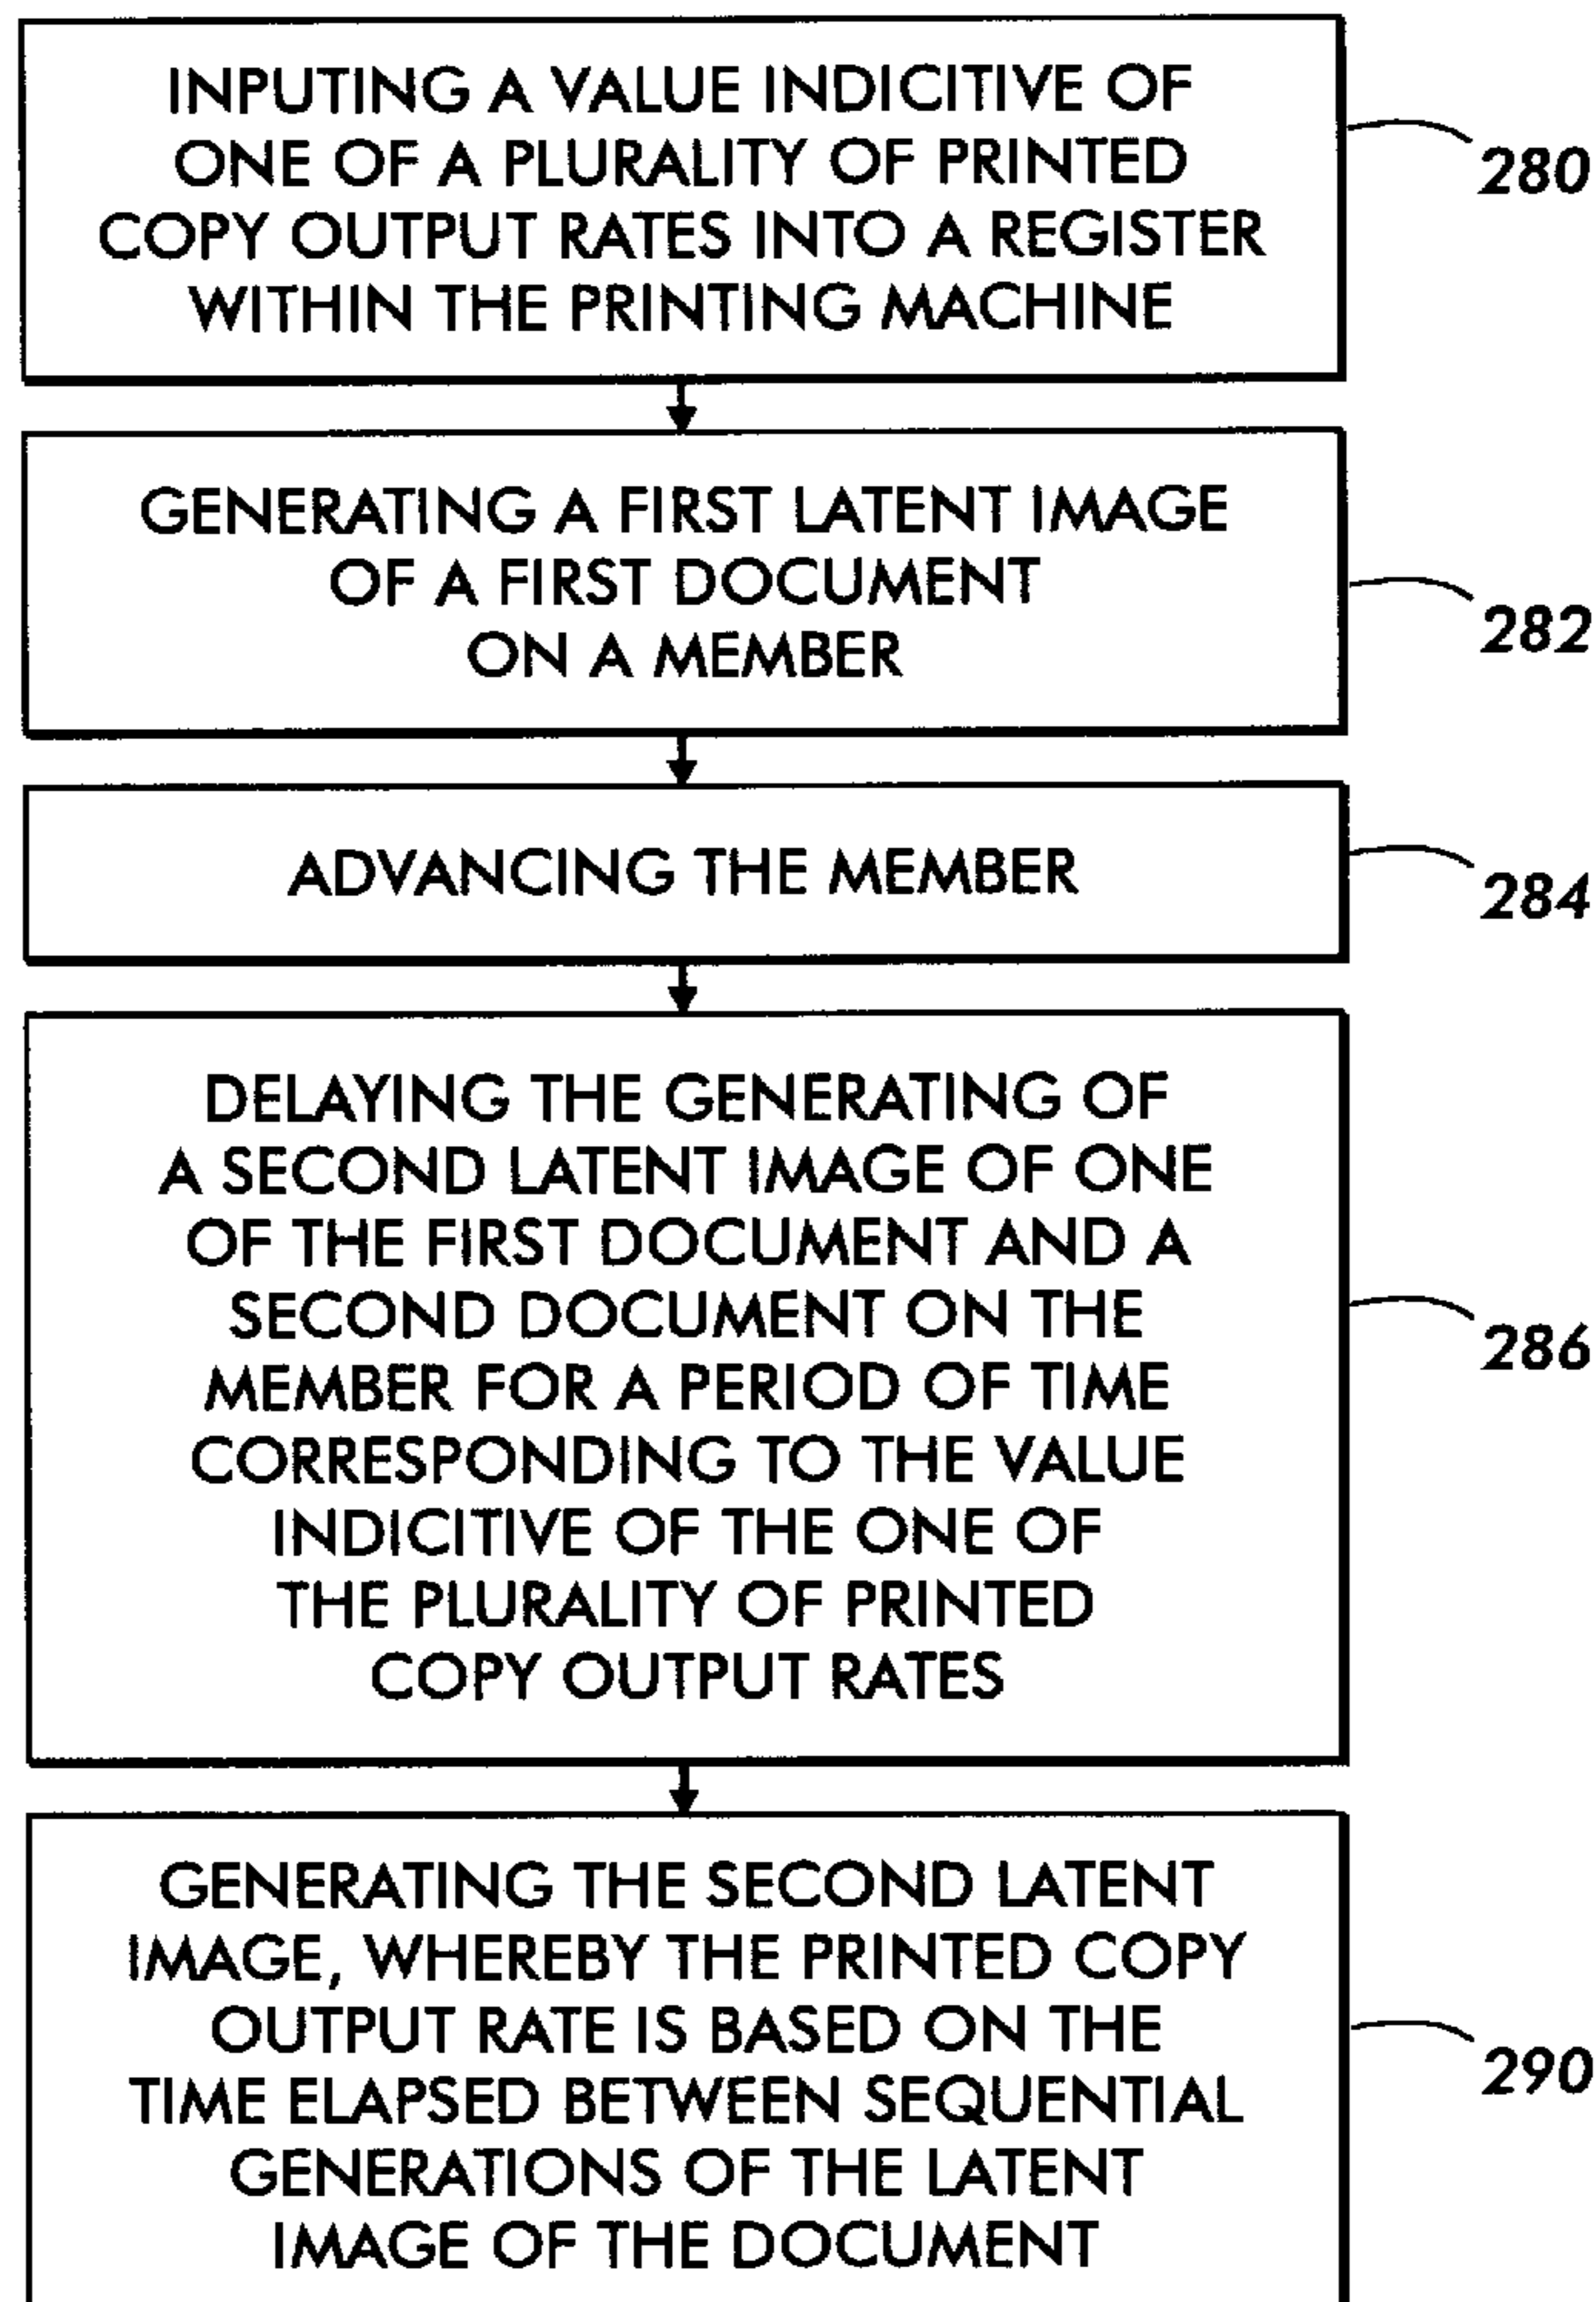 INPUTING A VALUE INDICITIVE OF
ONE OF A PLURALITY OF PRINTED
COPY OUTPUT RATES INTO A REGISTER
WITHIN THE PRINTING MACHINE
280
GENERATING A FIRST LATENT IMAGE
OF A FIRST DOCUMENT
ON A MEMBER
282
ADVANCING THE MEMBER
284
DELAYING THE GENERATING OF
A SECOND LATENT IMAGE OF ONE
OF THE FIRST DOCUMENT AND A
SECOND DOCUMENT ON THE
MEMBER FOR A PERIOD OF TIME
CORRESPONDING TO THE VALUE
INDICITIVE OF THE ONE OF
THE PLURALITY OF PRINTED
COPY OUTPUT RATES
286
GENERATING THE SECOND LATENT
IMAGE, WHEREBY THE PRINTED COPY
OUTPUT RATE IS BASED ON THE
TIME ELAPSED BETWEEN SEQUENTIAL
GENERATIONS OF THE LATENT
IMAGE OF THE DOCUMENT
290